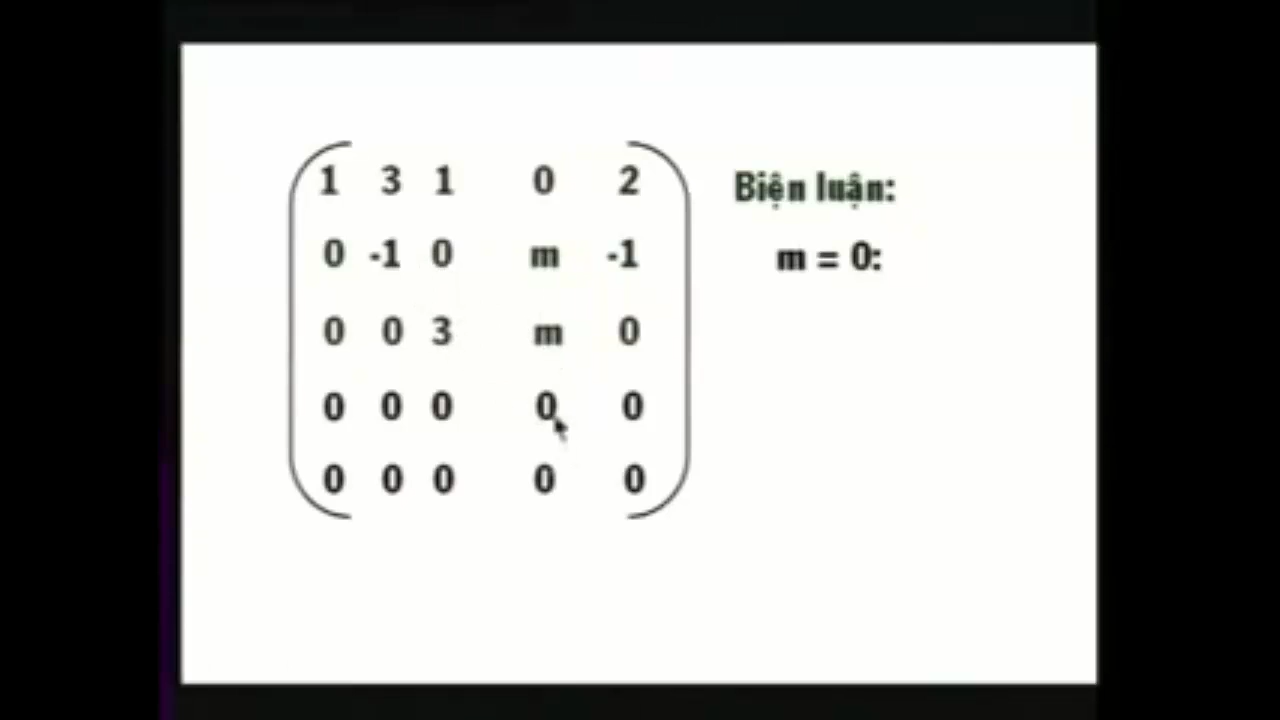 1 3 1 0 2
0 -1 0 m -1
0 0 3 m 0
0 0 0 0 0
0 0 0 0 0
Biện luận:
m = 0: